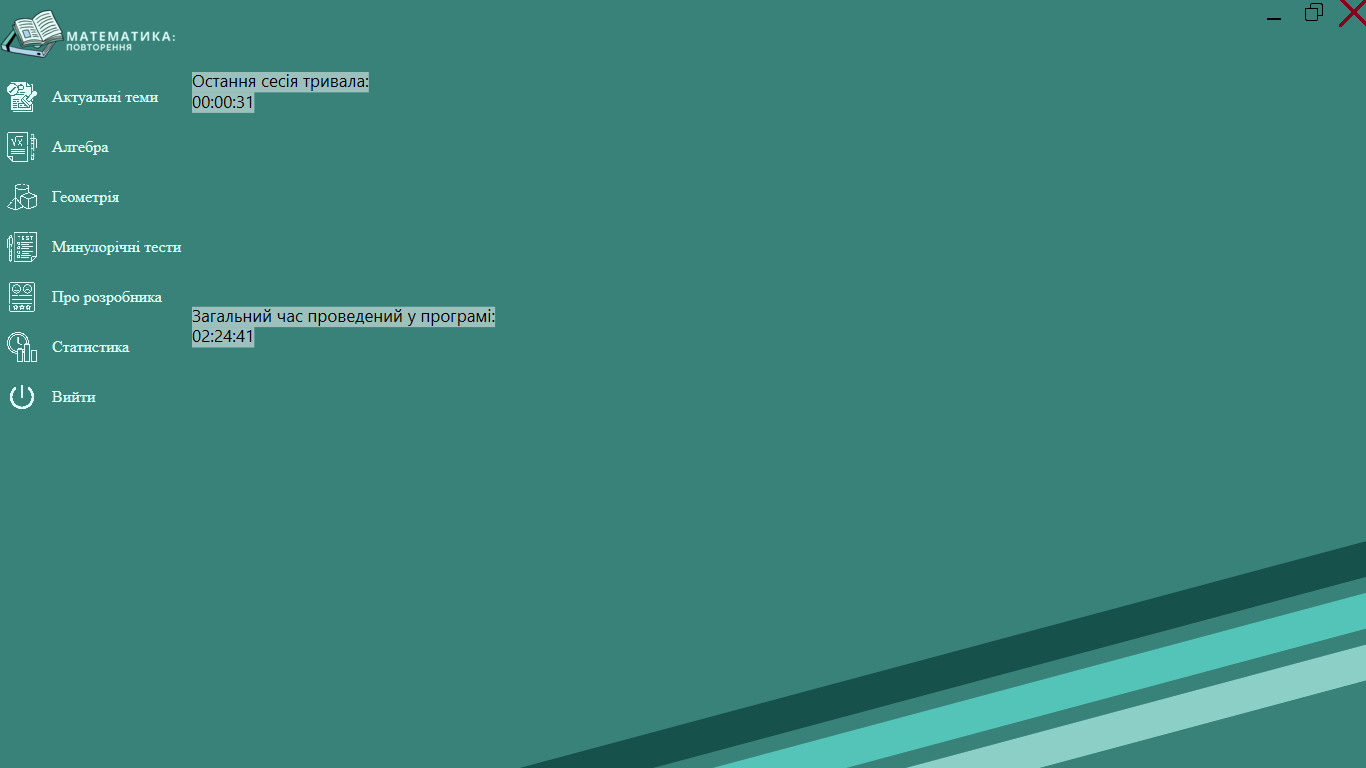 МАТЕМАТИКА:
ПОВТОРЕННЯ
Актуальні теми
Алгебра
Геометрія
Минулорічні тести
Про розробника
Статистика
Вийти
Остання сесія тривала:
00:00:31
Загальний час проведений у програмі:
02:24:41